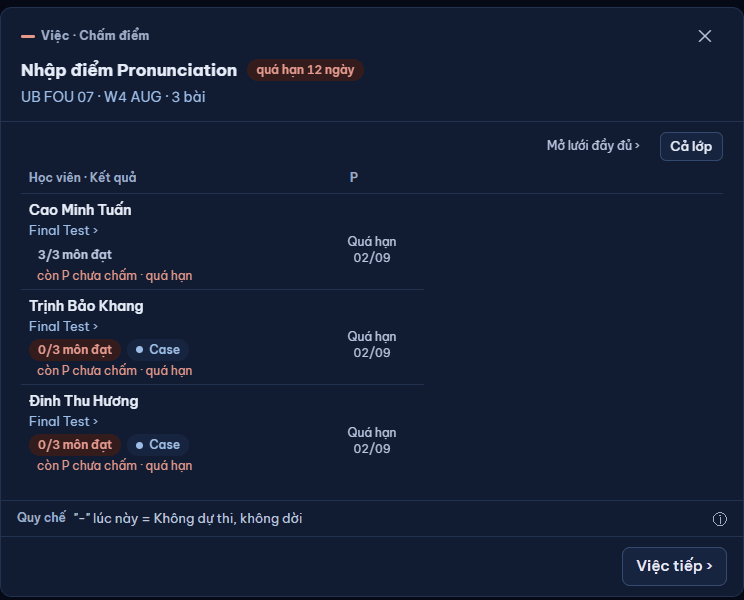 Việc · Chấm điểm
Nhập điểm Pronunciation quá hạn 12 ngày
UB FOU 07 · W4 AUG · 3 bài
Mở lưới đầy đủ › Cả lớp
Học viên · Kết quả P
Cao Minh Tuấn
Final Test ›
3/3 môn đạt
còn P chưa chấm · quá hạn
Quá hạn
02/09
Trịnh Bảo Khang
Final Test ›
0/3 môn đạt • Case
còn P chưa chấm · quá hạn
Quá hạn
02/09
Đinh Thu Hương
Final Test ›
0/3 môn đạt • Case
còn P chưa chấm · quá hạn
Quá hạn
02/09
Quy chế "-" lúc này = Không dự thi, không dời
Việc tiếp ›